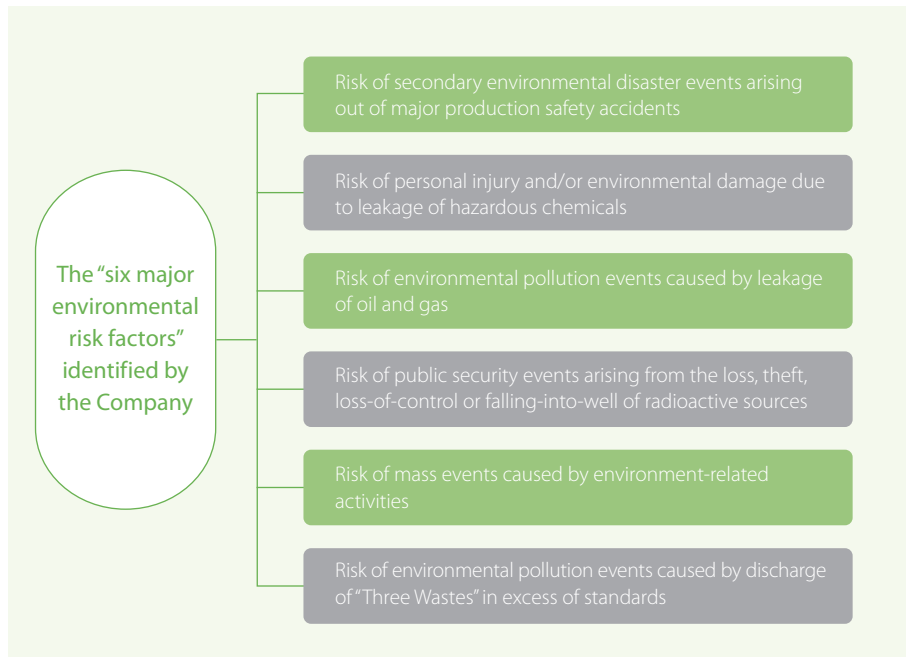 The “six major
environmental
risk factors”
identified by
the Company
Risk of secondary environmental disaster events arising
out of major production safety accidents
Risk of personal injury and/or environmental damage due
to leakage of hazardous chemicals
Risk of environmental pollution events caused by leakage
of oil and gas
Risk of public security events arising from the loss, theft,
loss-of-control or falling-into-well of radioactive sources
Risk of mass events caused by environment-related
activities
Risk of environmental pollution events caused by discharge
of “Three Wastes” in excess of standards